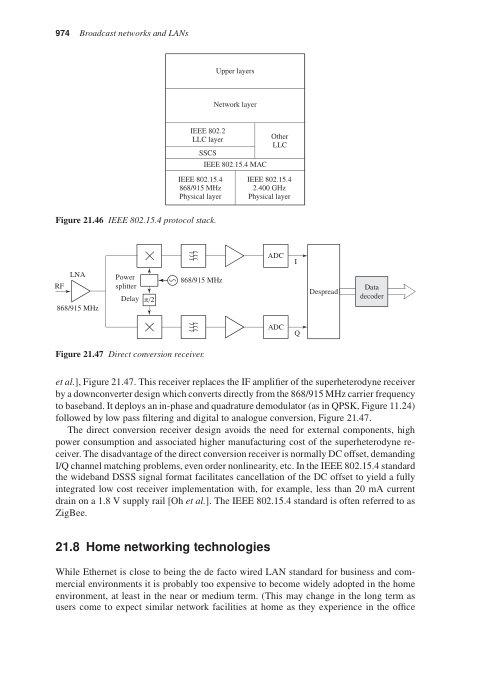 974 Broadcast networks and LANs
Upper layers
Network layer
IEEE 802.2
LLC layer
Other
LLC
SSCS
IEEE 802.15.4 MAC
IEEE 802.15.4
868/915 MHz
Physical layer
IEEE 802.15.4
2.400 GHz
Physical layer
Figure 21.46 IEEE 802.15.4 protocol stack.
ADC
I
LNA
RF
868/915 MHz
Power
splitter
868/915 MHz
Delay
π/2
Despread
Data
decoder
ADC
Q
Figure 21.47 Direct conversion receiver.
et al.], Figure 21.47. This receiver replaces the IF amplifier of the superheterodyne receiver
by a downconverter design which converts directly from the 868/915 MHz carrier frequency
to baseband. It deploys an in-phase and quadrature demodulator (as in QPSK, Figure 11.24)
followed by low pass filtering and digital to analogue conversion, Figure 21.47.
The direct conversion receiver design avoids the need for external components, high
power consumption and associated higher manufacturing cost of the superheterodyne re-
ceiver. The disadvantage of the direct conversion receiver is normally DC offset, demanding
I/Q channel matching problems, even order nonlinearity, etc. In the IEEE 802.15.4 standard
the wideband DSSS signal format facilitates cancellation of the DC offset to yield a fully
integrated low cost receiver implementation with, for example, less than 20 mA current
drain on a 1.8 V supply rail [Oh et al.]. The IEEE 802.15.4 standard is often referred to as
ZigBee.
21.8 Home networking technologies
While Ethernet is close to being the de facto wired LAN standard for business and com-
mercial environments it is probably too expensive to become widely adopted in the home
environment, at least in the near or medium term. (This may change in the long term as
users come to expect similar network facilities at home as they experience in the office